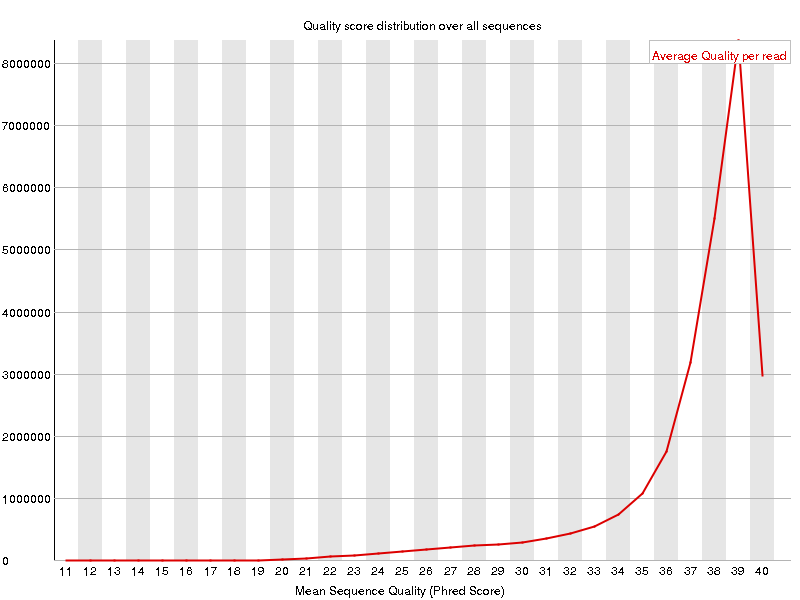 Quality score distribution over all sequences
Average Quality per read
8000000
7000000
6000000
5000000
4000000
3000000
2000000
1000000
0
11 12 13 14 15 16 17 18 19 20 21 22 23 24 25 26 27 28 29 30 31 32 33 34 35 36 37 38 39 40
Mean Sequence Quality (Phred Score)